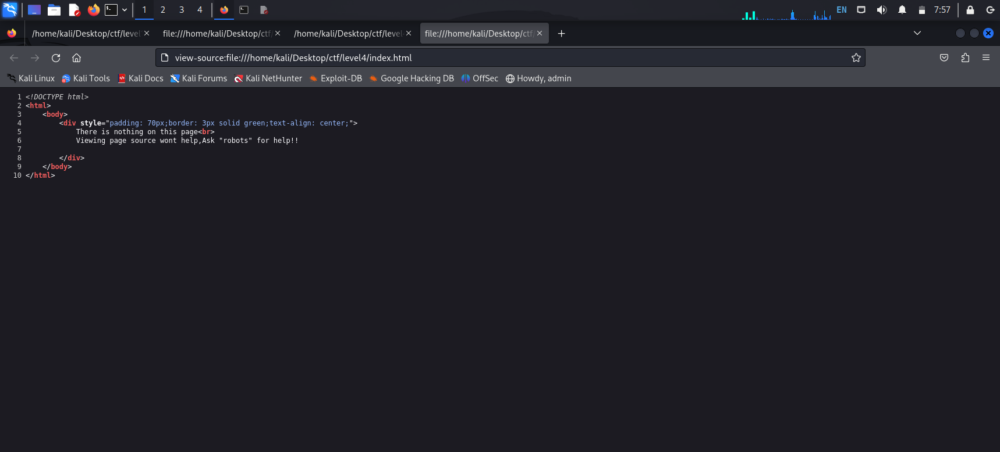 1 2 3 4 EN 7:57
/home/kali/Desktop/ctf/level file:///home/kali/Desktop/ctf/ /home/kali/Desktop/ctf/level file:///home/kali/Desktop/ctf/
view-source:file:///home/kali/Desktop/ctf/level4/index.html
Kali Linux Kali Tools Kali Docs Kali Forums Kali NetHunter Exploit-DB Google Hacking DB OffSec Howdy, admin
1 <!DOCTYPE html>
2 <html>
3 <body>
4 <div style="padding: 70px;border: 3px solid green;text-align: center;">
5 There is nothing on this page<br>
6 Viewing page source wont help,Ask "robots" for help!!
7
8 </div>
9 </body>
10 </html>